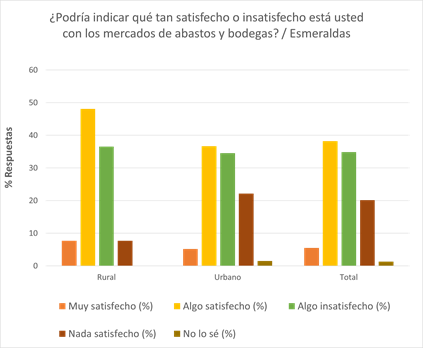 ¿Podría indicar qué tan satisfecho o insatisfecho está usted
con los mercados de abastos y bodegas? / Esmeraldas
60
50
40
30
20
10
0
% Respuestas
Rural
Urbano
Total
Muy satisfecho (%)
Algo satisfecho (%)
Algo insatisfecho (%)
Nada satisfecho (%)
No lo sé (%)